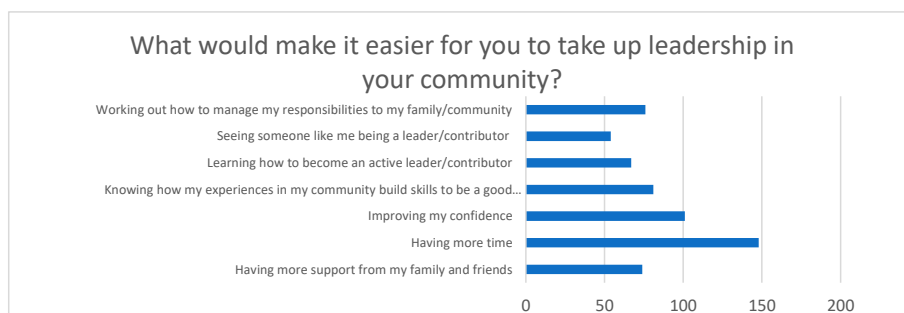 What would make it easier for you to take up leadership in
your community?
Working out how to manage my responsibilities to my family/community
Seeing someone like me being a leader/contributor
Learning how to become an active leader/contributor
Knowing how my experiences in my community build skills to be a good…
Improving my confidence
Having more time
Having more support from my family and friends
0 50 100 150 200